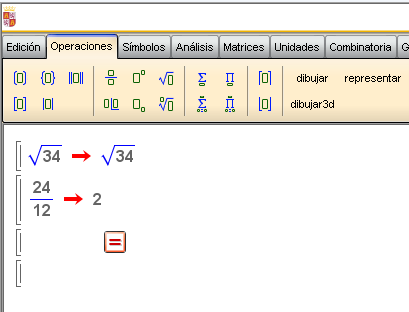 Edición Operaciones Símbolos Análisis Matrices Unidades Combinatoria G
dibujar representar
dibujar3d
√34 → √34
24/12 → 2
=